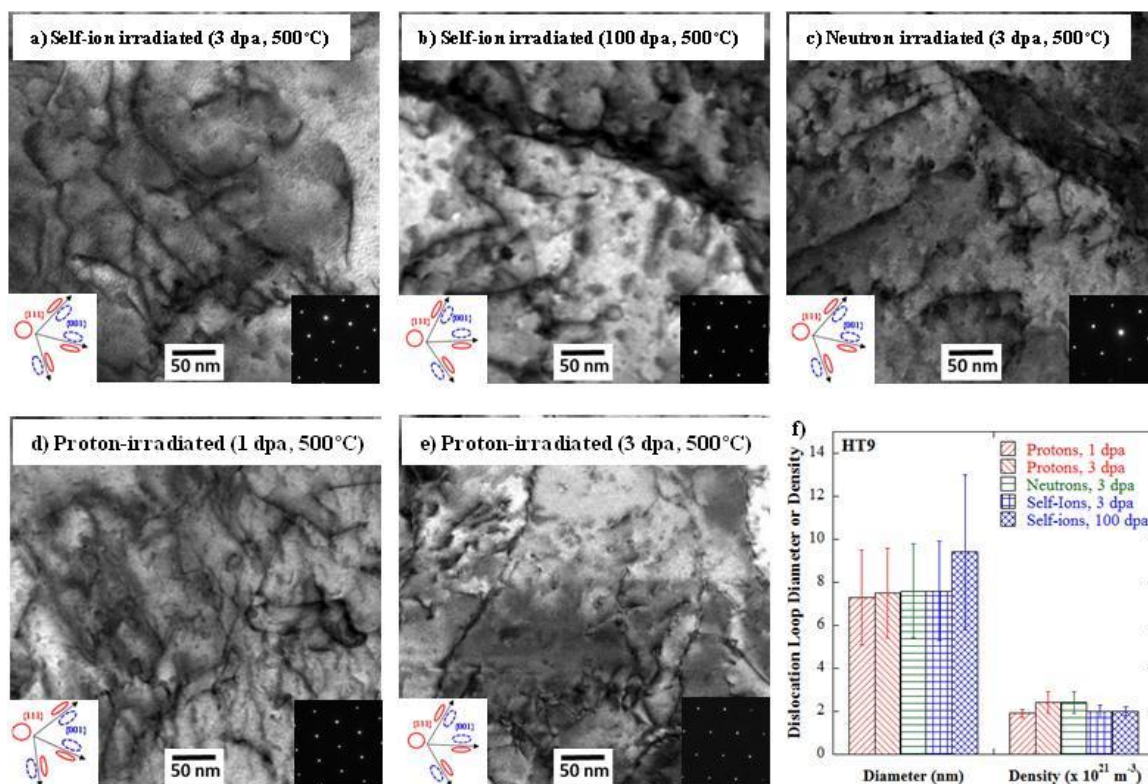 a) Self-ion irradiated (3 dpa, 500°C)
b) Self-ion irradiated (100 dpa, 500°C)
c) Neutron irradiated (3 dpa, 500°C)
[111]
[001]
50 nm
[111]
[001]
50 nm
[111]
[001]
50 nm
d) Proton-irradiated (1 dpa, 500°C)
e) Proton-irradiated (3 dpa, 500°C)
[111]
[001]
50 nm
[111]
[001]
50 nm
f)
HT9
Protons, 1 dpa
Protons, 3 dpa
Neutrons, 3 dpa
Self-Ions, 3 dpa
Self-ions, 100 dpa
Dislocation Loop Diameter or Density
14
12
10
8
6
4
2
0
Diameter (nm)
Density (x 10²¹ m⁻³)